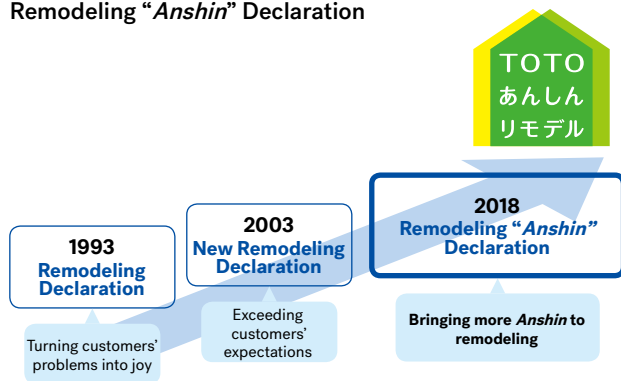 Remodeling “Anshin” Declaration
TOTO
あんしん
リモデル
1993
Remodeling
Declaration
Turning customers’
problems into joy
2003
New Remodeling
Declaration
Exceeding
customers’
expectations
2018
Remodeling “Anshin”
Declaration
Bringing more Anshin to
remodeling